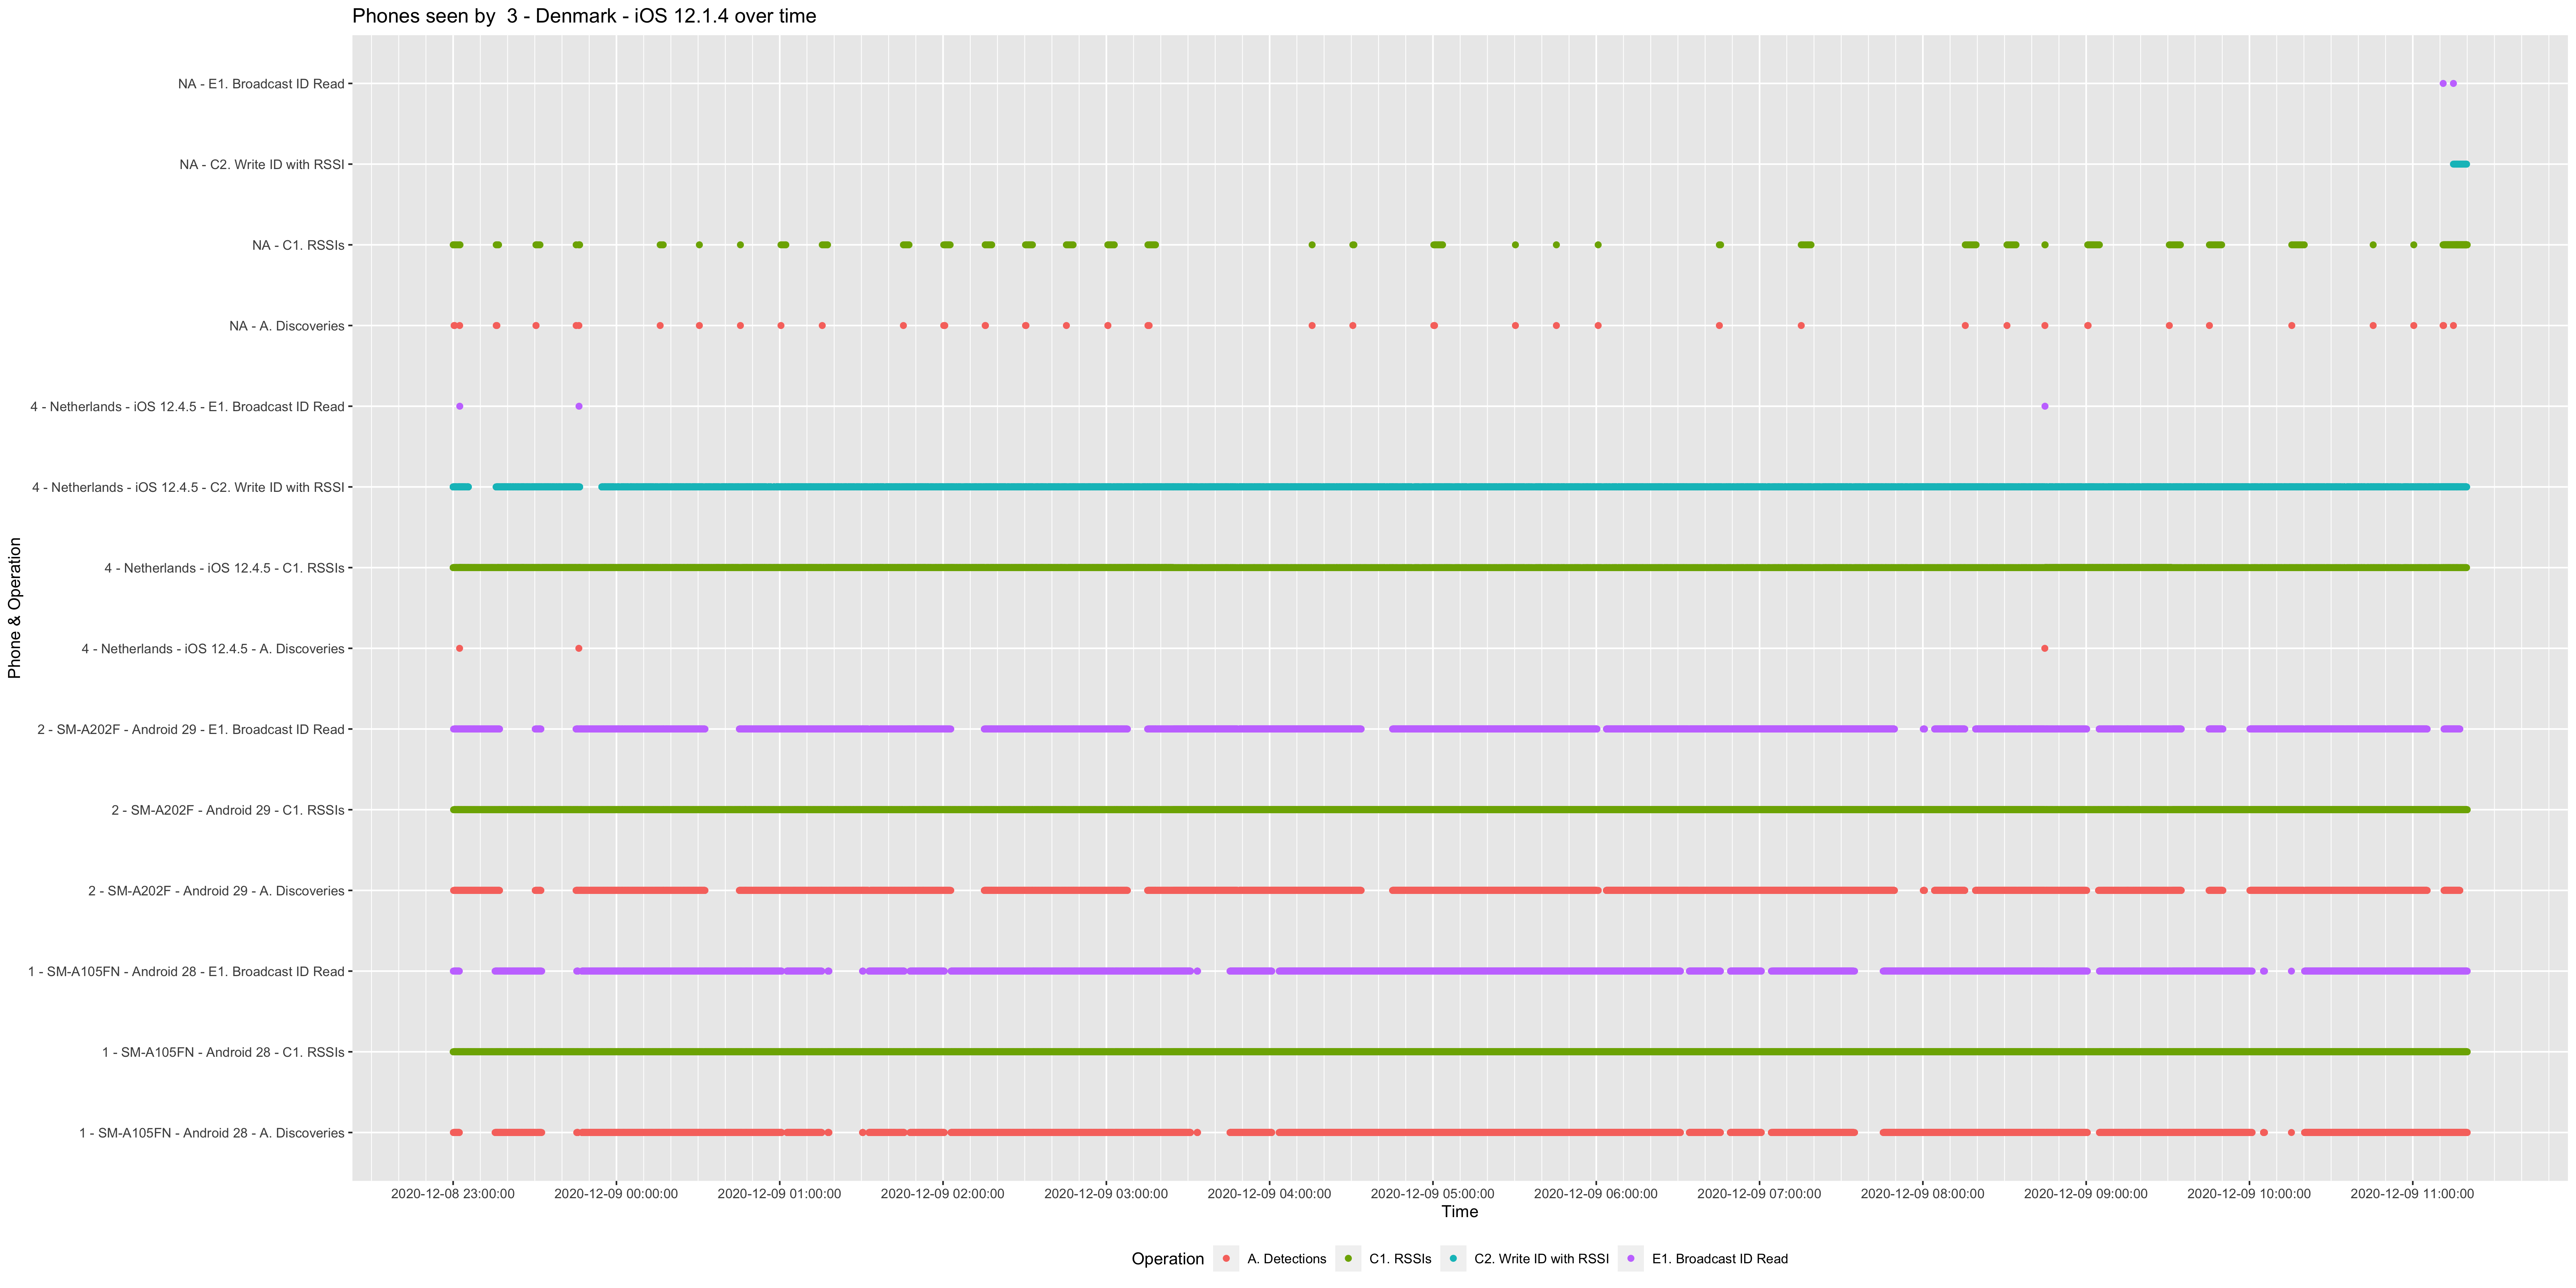 Phones seen by  3 - Denmark - iOS 12.1.4 over time
Phone & Operation
NA - E1. Broadcast ID Read
NA - C2. Write ID with RSSI
NA - C1. RSSIs
NA - A. Discoveries
4 - Netherlands - iOS 12.4.5 - E1. Broadcast ID Read
4 - Netherlands - iOS 12.4.5 - C2. Write ID with RSSI
4 - Netherlands - iOS 12.4.5 - C1. RSSIs
4 - Netherlands - iOS 12.4.5 - A. Discoveries
2 - SM-A202F - Android 29 - E1. Broadcast ID Read
2 - SM-A202F - Android 29 - C1. RSSIs
2 - SM-A202F - Android 29 - A. Discoveries
1 - SM-A105FN - Android 28 - E1. Broadcast ID Read
1 - SM-A105FN - Android 28 - C1. RSSIs
1 - SM-A105FN - Android 28 - A. Discoveries
2020-12-08 23:00:00 2020-12-09 00:00:00 2020-12-09 01:00:00 2020-12-09 02:00:00 2020-12-09 03:00:00 2020-12-09 04:00:00 2020-12-09 05:00:00 2020-12-09 06:00:00 2020-12-09 07:00:00 2020-12-09 08:00:00 2020-12-09 09:00:00 2020-12-09 10:00:00 2020-12-09 11:00:00
Time
Operation A. Detections C1. RSSIs C2. Write ID with RSSI E1. Broadcast ID Read